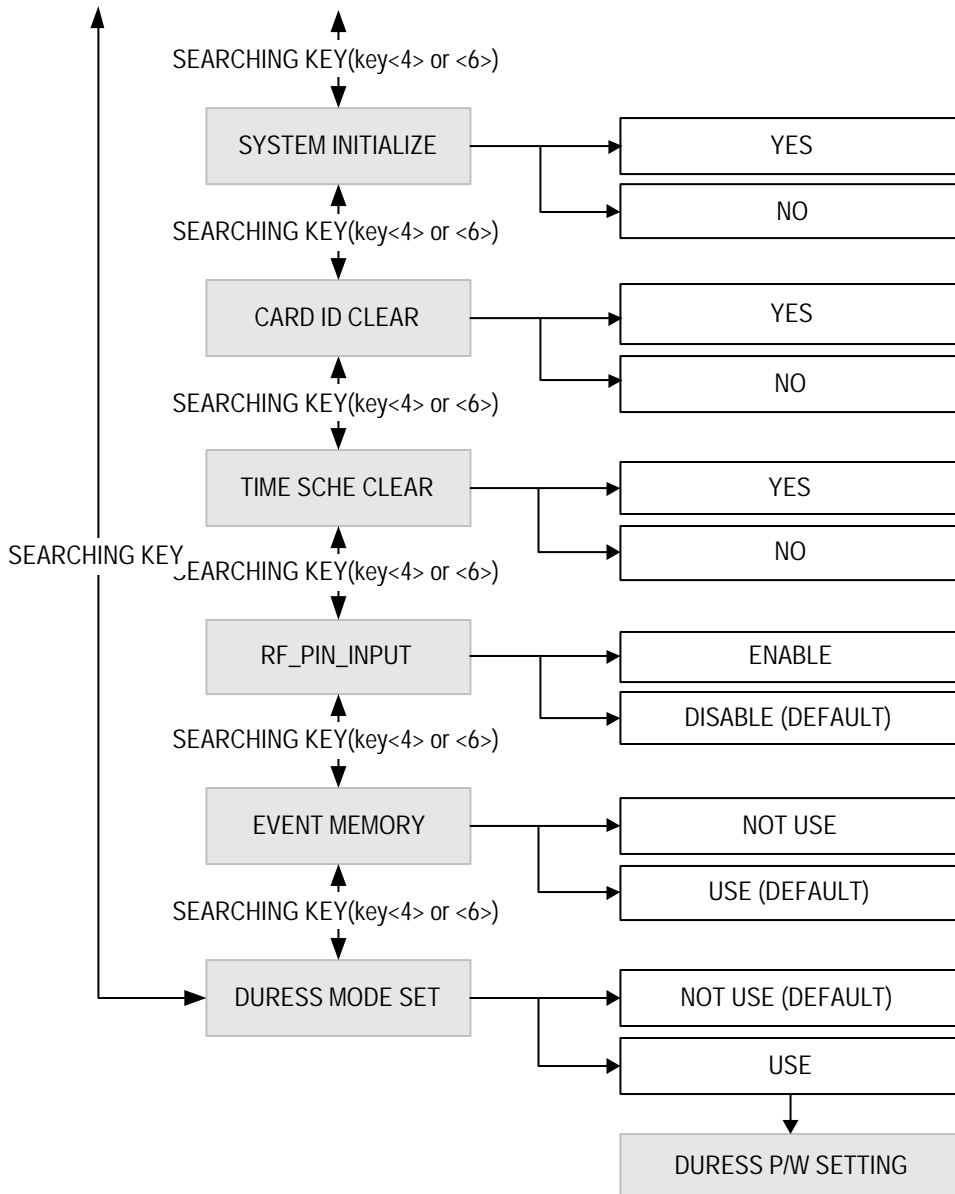 SEARCHING KEY(key<4> or <6>)
SYSTEM INITIALIZE
YES
NO
SEARCHING KEY(key<4> or <6>)
CARD ID CLEAR
YES
NO
SEARCHING KEY(key<4> or <6>)
TIME SCHE CLEAR
YES
NO
SEARCHING KEY
SEARCHING KEY(key<4> or <6>)
RF_PIN_INPUT
ENABLE
DISABLE (DEFAULT)
SEARCHING KEY(key<4> or <6>)
EVENT MEMORY
NOT USE
USE (DEFAULT)
SEARCHING KEY(key<4> or <6>)
DURESS MODE SET
NOT USE (DEFAULT)
USE
DURESS P/W SETTING